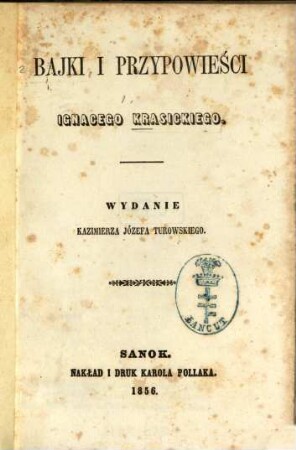 BAJKI I PRZYPOWIEŚCI
IGNACEGO KRASICKIEGO.
WYDANIE
KAZIMIERZA JÓZEFA TUROWSKIEGO.
ŁAŃCUT
SANOK.
NAKŁAD I DRUK KAROLA POLLAKA.
1856.